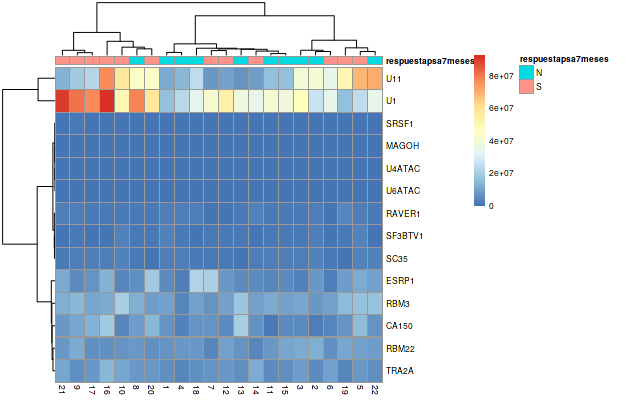 respuestapsa7meses
U11
U1
SRSF1
MAGOH
U4ATAC
U6ATAC
RAVER1
SF3BTV1
SC35
ESRP1
RBM3
CA150
RBM22
TRA2A
21 9 17 16 10 8 20 1 4 18 7 12 13 14 11 15 3 2 6 19 5 22
8e+07
6e+07
4e+07
2e+07
0
respuestapsa7meses
N
S